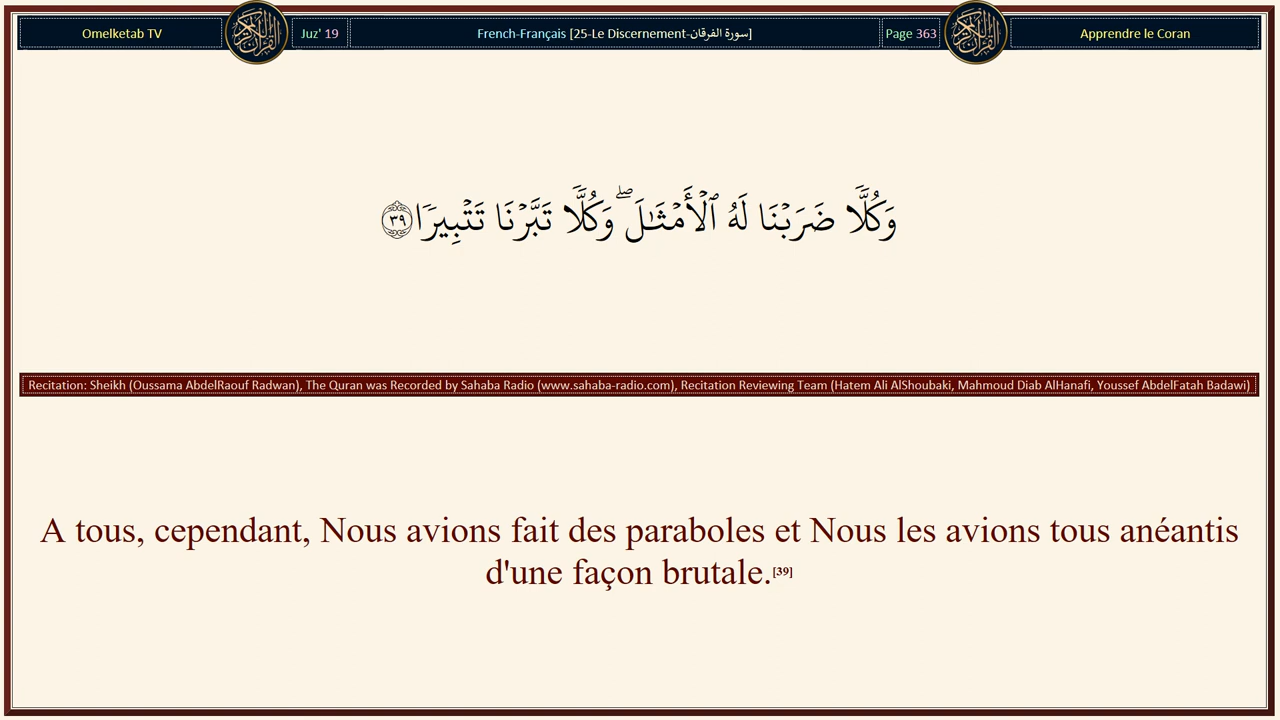 Omelketab TV
Juz' 19
French-Français [25-Le Discernement-سورة الفرقان]
Page 363
Apprendre le Coran
وَكُلًّا ضَرَبْنَا لَهُ ٱلْأَمْثَـٰلَ ۖ وَكُلًّا تَبَّرْنَا تَتْبِيرًا ٣٩
Recitation: Sheikh (Oussama AbdelRaouf Radwan), The Quran was Recorded by Sahaba Radio (www.sahaba-radio.com), Recitation Reviewing Team (Hatem Ali AlShoubaki, Mahmoud Diab AlHanafi, Youssef AbdelFatah Badawi)
A tous, cependant, Nous avions fait des paraboles et Nous les avions tous anéantis
d'une façon brutale.[39]